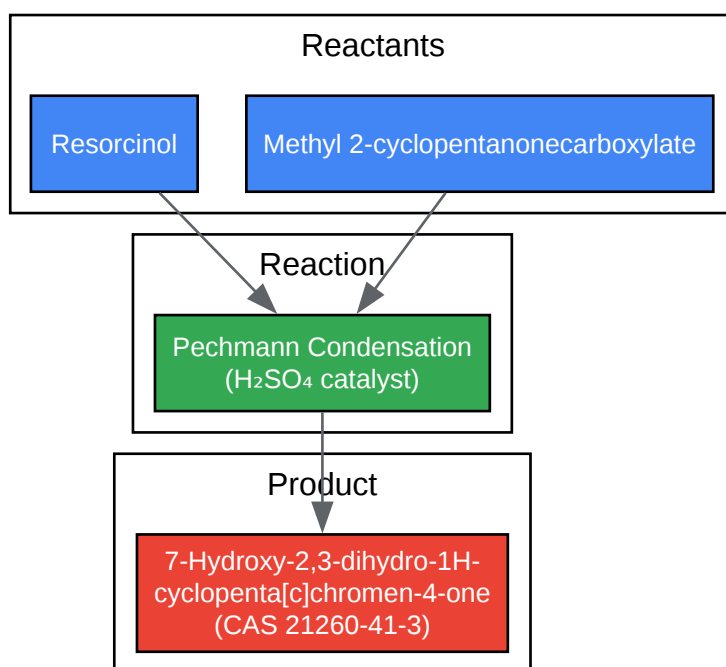 Reactants
Resorcinol
Methyl 2-cyclopentanonecarboxylate
Reaction
Pechmann Condensation
(H₂SO₄ catalyst)
Product
7-Hydroxy-2,3-dihydro-1H-
cyclopenta[c]chromen-4-one
(CAS 21260-41-3)